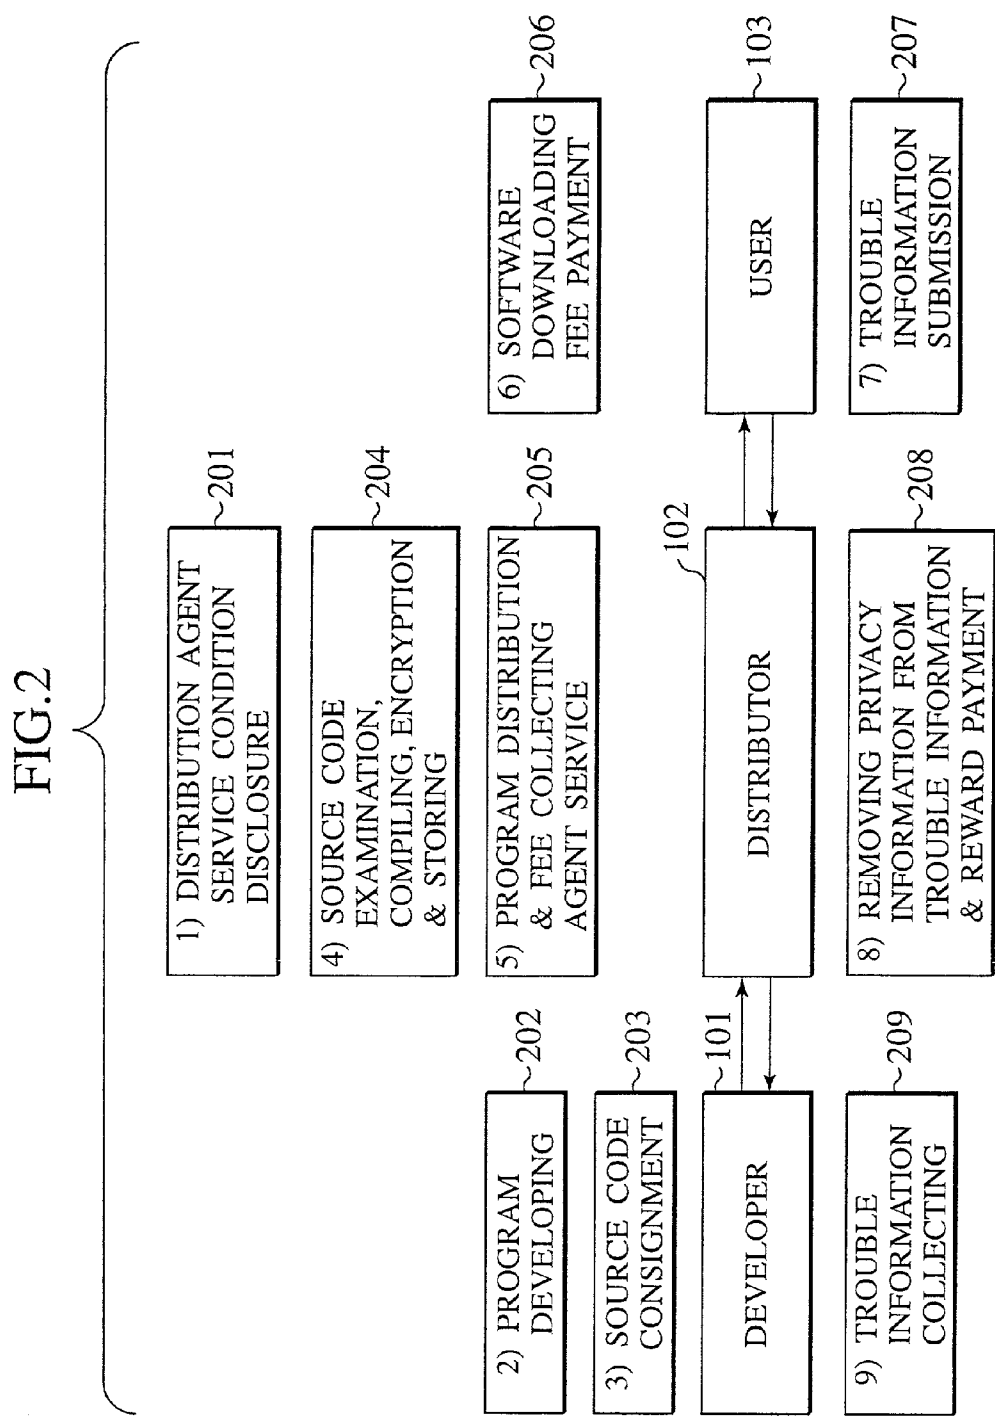 FIG.2
1) DISTRIBUTION AGENT
SERVICE CONDITION
DISCLOSURE
201
4) SOURCE CODE
EXAMINATION,
COMPILING, ENCRYPTION
& STORING
204
2) PROGRAM
DEVELOPING
202
5) PROGRAM DISTRIBUTION
& FEE COLLECTING
AGENT SERVICE
205
6) SOFTWARE
DOWNLOADING
FEE PAYMENT
206
3) SOURCE CODE
CONSIGNMENT
203
DEVELOPER
101
DISTRIBUTOR
102
USER
103
9) TROUBLE
INFORMATION
COLLECTING
209
8) REMOVING PRIVACY
INFORMATION FROM
TROUBLE INFORMATION
& REWARD PAYMENT
208
7) TROUBLE
INFORMATION
SUBMISSION
207